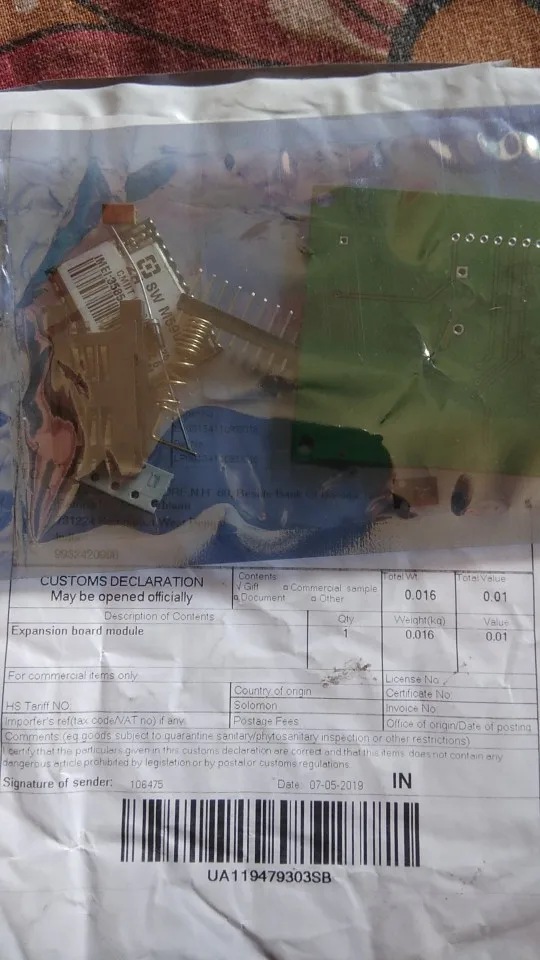 SW M
CUSTOMS DECLARATION
May be opened officially
Contents
√ Gift □ Commercial sample
□ Document □ Other
Total Wt
0.016
Total Value
0.01
Description of Contents
Qty
Weight(kg)
Value
Expansion board module
1
0.016
0.01
For commercial items only
License No
Country of origin
Certificate No.
HS Tariff NO.
Solomon
Invoice No.
Importer's ref(tax code/VAT no) if any
Postage Fees
Office of origin/Date of posting
Comments: (eg goods subject to quarantine sanitary/phytosanitary inspection or other restrictions)
I certify that the particulars given in this customs declaration are correct and that this items does not contain any
dangerous article prohibited by legislation or by postal or customs regulations
Signature of sender: 106475 Date: 07-05-2019 IN
UA119479303SB